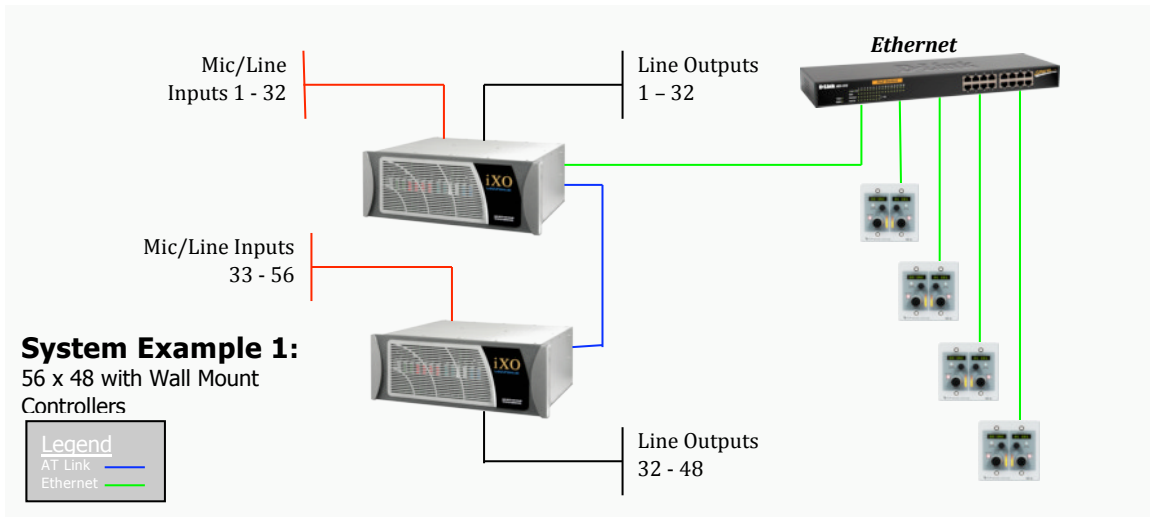 Ethernet
Mic/Line
Inputs 1 - 32
Line Outputs
1 – 32
iXO
Mic/Line Inputs
33 - 56
iXO
System Example 1:
56 x 48 with Wall Mount
Controllers
Line Outputs
32 - 48
Legend
AT Link
Ethernet